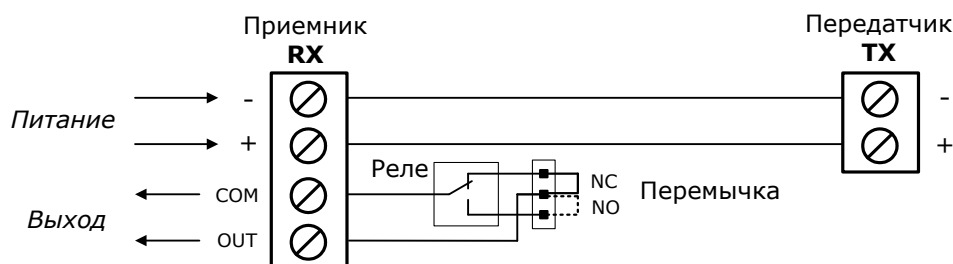 Приемник
RX
Передатчик
TX
Питание
-
+
-
+
Реле
NC
NO
Перемычка
COM
OUT
Выход